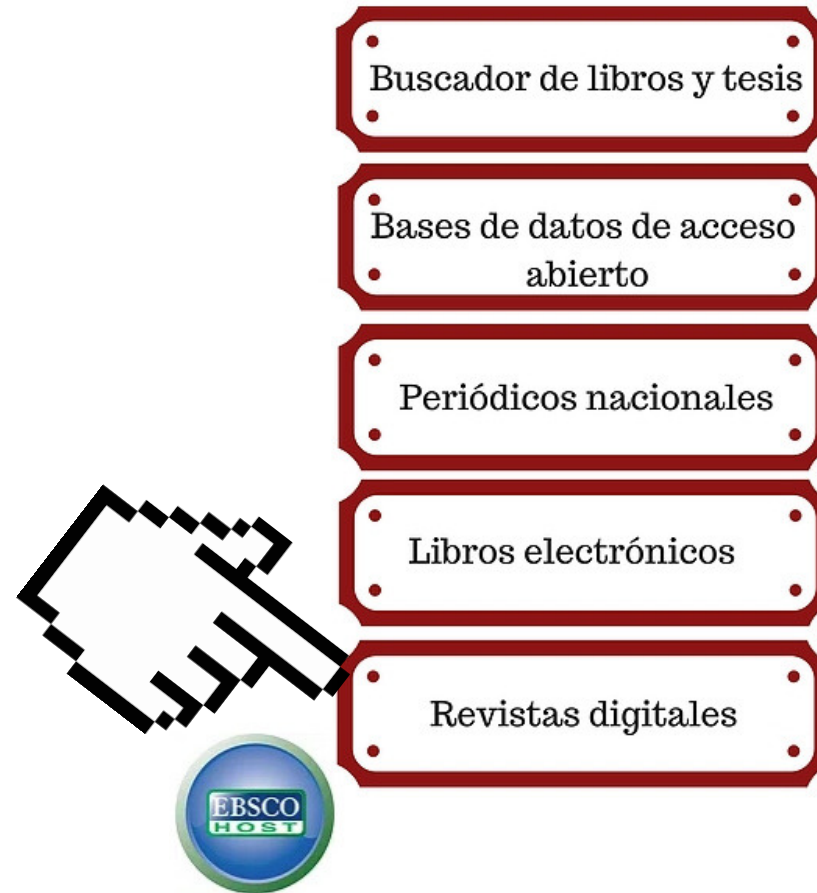 Buscador de libros y tesis
Bases de datos de acceso
abierto
Periódicos nacionales
Libros electrónicos
Revistas digitales
EBSCO
HOST